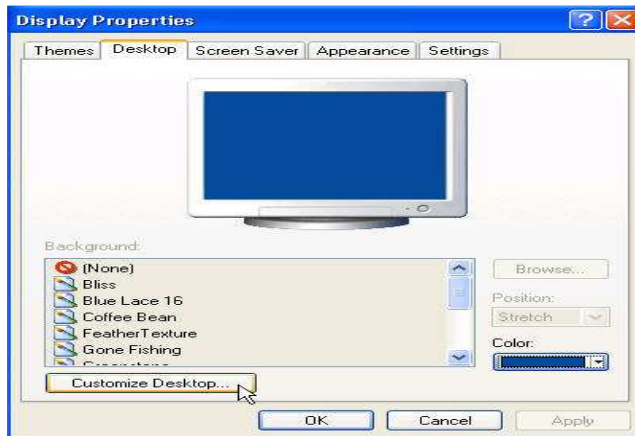 Display Properties
Themes Desktop Screen Saver Appearance Settings
Background:
(None)
Bliss
Blue Lace 16
Coffee Bean
FeatherTexture
Gone Fishing
Browse...
Position:
Stretch
Color:
Customize Desktop...
OK Cancel Apply